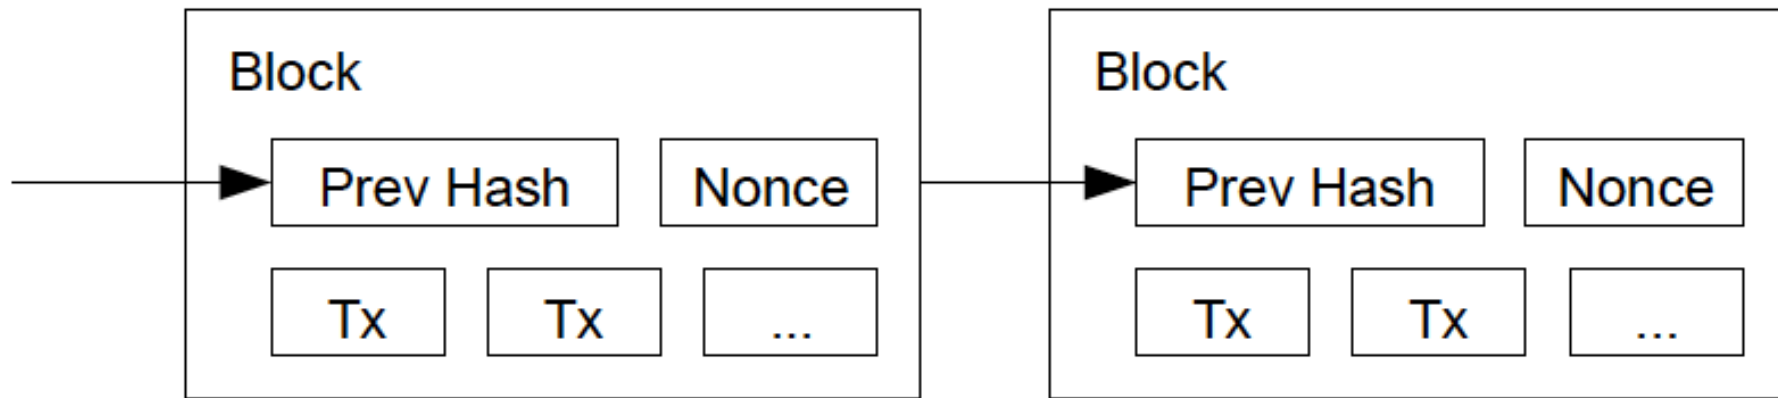 Block
Prev Hash Nonce
Tx Tx ...
Block
Prev Hash Nonce
Tx Tx ...